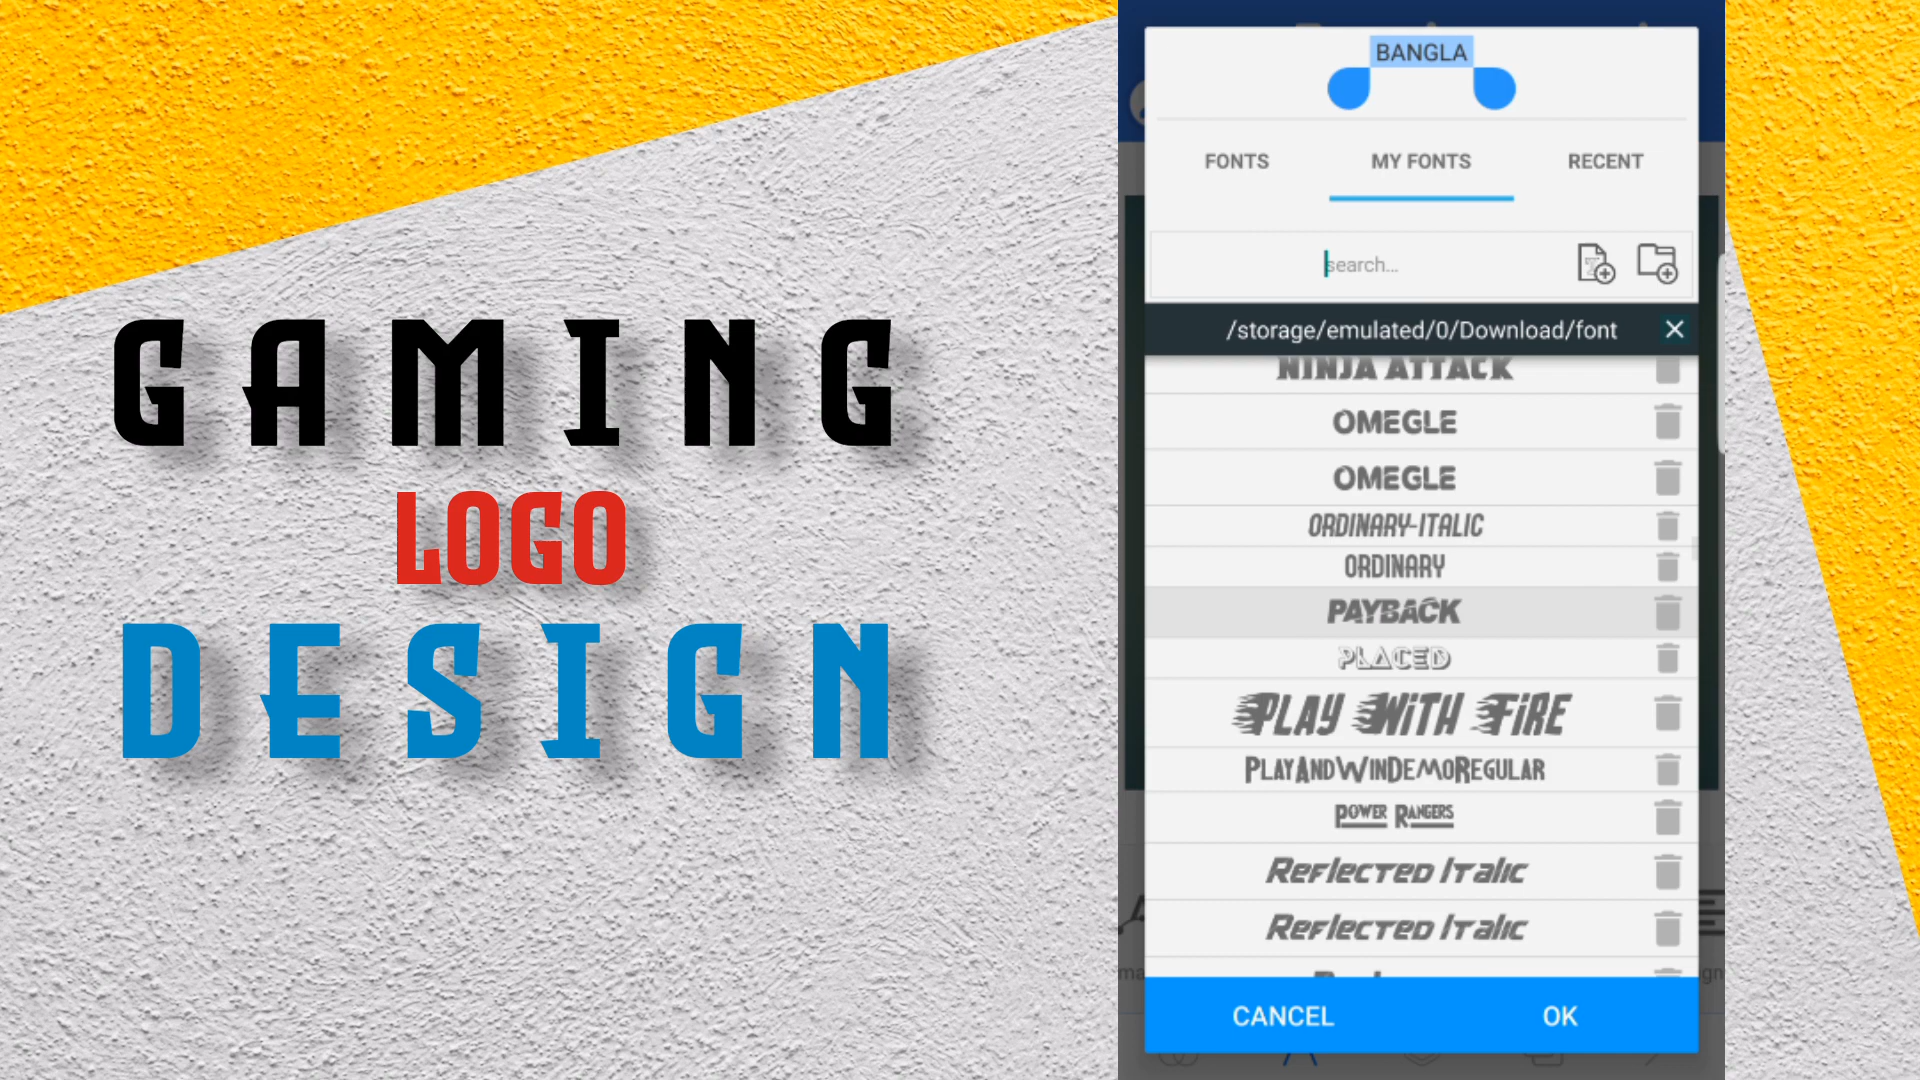 GAMING
LOGO
DESIGN
BANGLA
FONTS
MY FONTS
RECENT
search...
/storage/emulated/0/Download/font
NINJA ATTACK
OMEGLE
OMEGLE
ORDINARY-ITALIC
ORDINARY
PAYBACK
PLACED
PLAY WITH FIRE
PLAYANDWINDEMOREGULAR
POWER RANGERS
Reflected Italic
Reflected Italic
CANCEL
OK